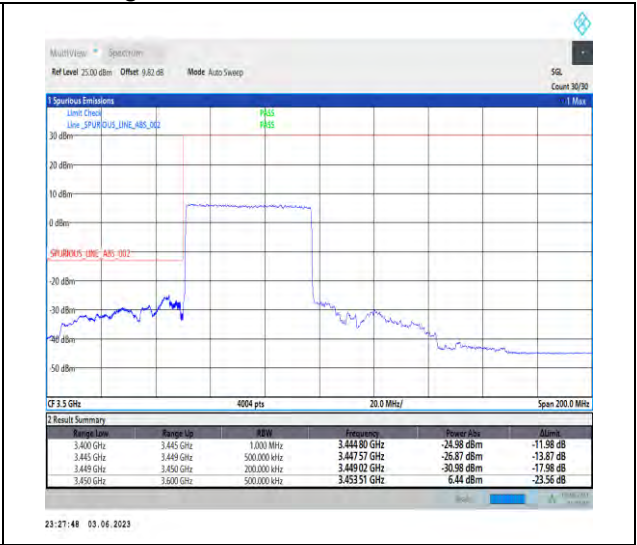 MultiView Spectrum
Ref Level 25.00 dBm Offset 9.82 dB Mode Auto Sweep SGL
Count 30/30
1 Spurious Emissions 1 Max
Limit Check PASS
Line _SPURIOUS_LINE_ABS_002 PASS
30 dBm
20 dBm
10 dBm
0 dBm
SPURIOUS_LINE_ABS_002
-20 dBm
-30 dBm
-40 dBm
-50 dBm
CF 3.5 GHz 4004 pts 20.0 MHz/ Span 200.0 MHz
2 Result Summary
Range Low Range Up RBW Frequency Power Abs ΔLimit
3.400 GHz 3.445 GHz 1.000 MHz 3.444 80 GHz -24.98 dBm -11.98 dB
3.445 GHz 3.449 GHz 500.000 kHz 3.447 57 GHz -26.87 dBm -13.87 dB
3.449 GHz 3.450 GHz 200.000 kHz 3.449 02 GHz -30.98 dBm -17.98 dB
3.450 GHz 3.600 GHz 500.000 kHz 3.453 51 GHz 6.44 dBm -23.56 dB
23:27:48 03.06.2023